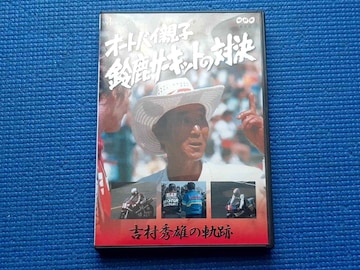 NHK
オートバイ親子
鈴鹿サーキットの対決
吉村秀雄の軌跡